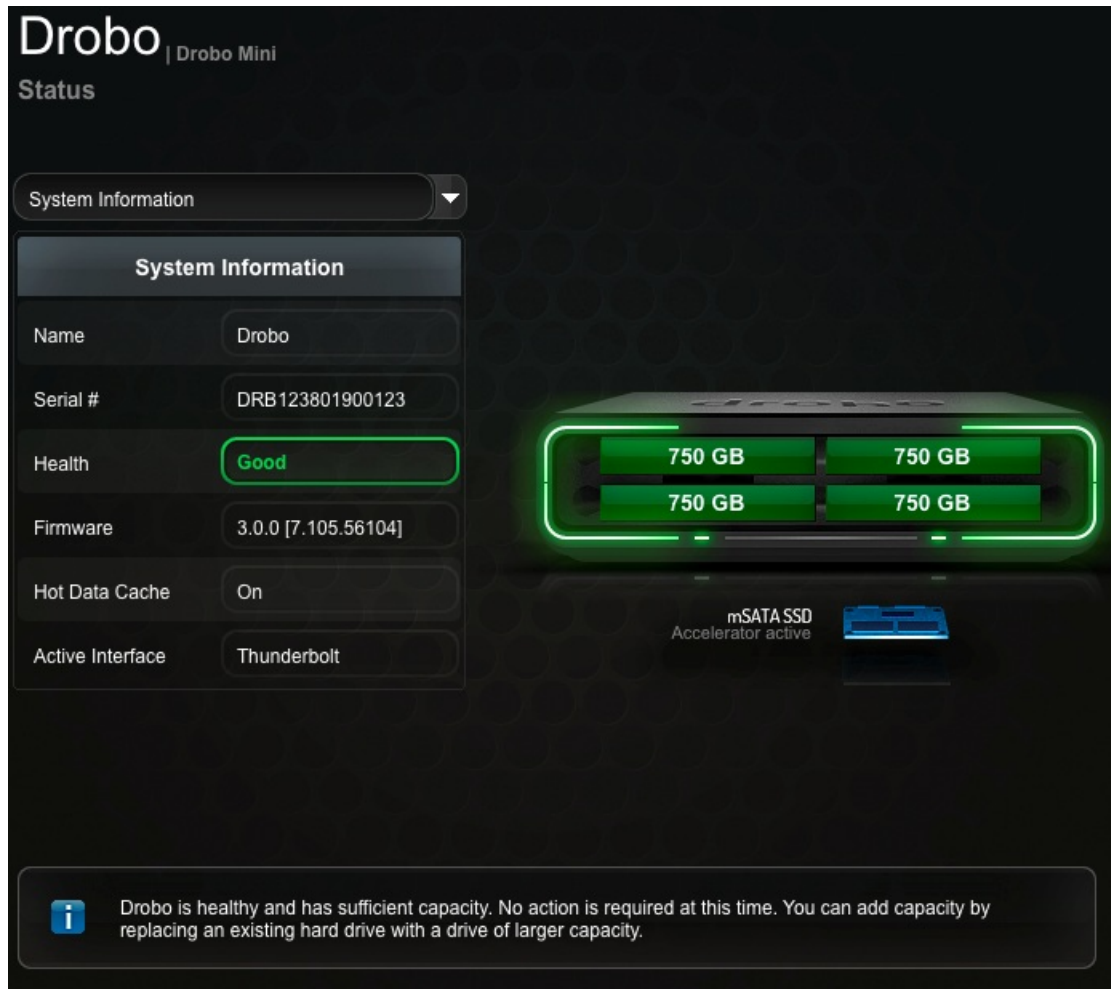 Drobo | Drobo Mini
Status
System Information
System Information
Name Drobo
Serial # DRB123801900123
Health Good
Firmware 3.0.0 [7.105.56104]
Hot Data Cache On
Active Interface Thunderbolt
drobo
750 GB 750 GB
750 GB 750 GB
mSATA SSD
Accelerator active
i
Drobo is healthy and has sufficient capacity. No action is required at this time. You can add capacity by
replacing an existing hard drive with a drive of larger capacity.